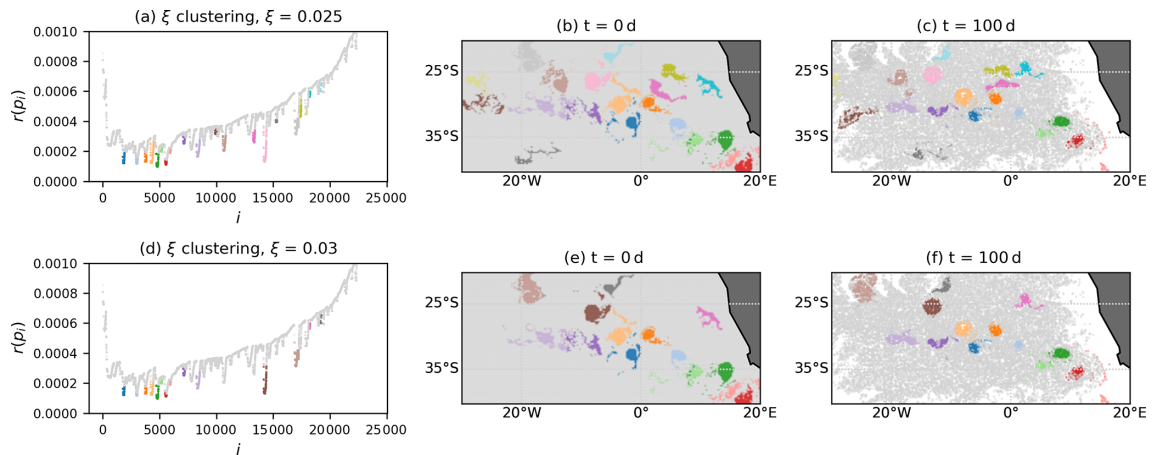 (a) ξ clustering, ξ = 0.025
(b) t = 0 d
(c) t = 100 d
0.0010
0.0008
0.0006
0.0004
0.0002
0.0000
r(pᵢ)
0
5000
10000
15000
20000
25000
i
25°S
35°S
20°W
0°
20°E
25°S
35°S
20°W
0°
20°E
(d) ξ clustering, ξ = 0.03
(e) t = 0 d
(f) t = 100 d
0.0010
0.0008
0.0006
0.0004
0.0002
0.0000
r(pᵢ)
0
5000
10000
15000
20000
25000
i
25°S
35°S
20°W
0°
20°E
25°S
35°S
20°W
0°
20°E